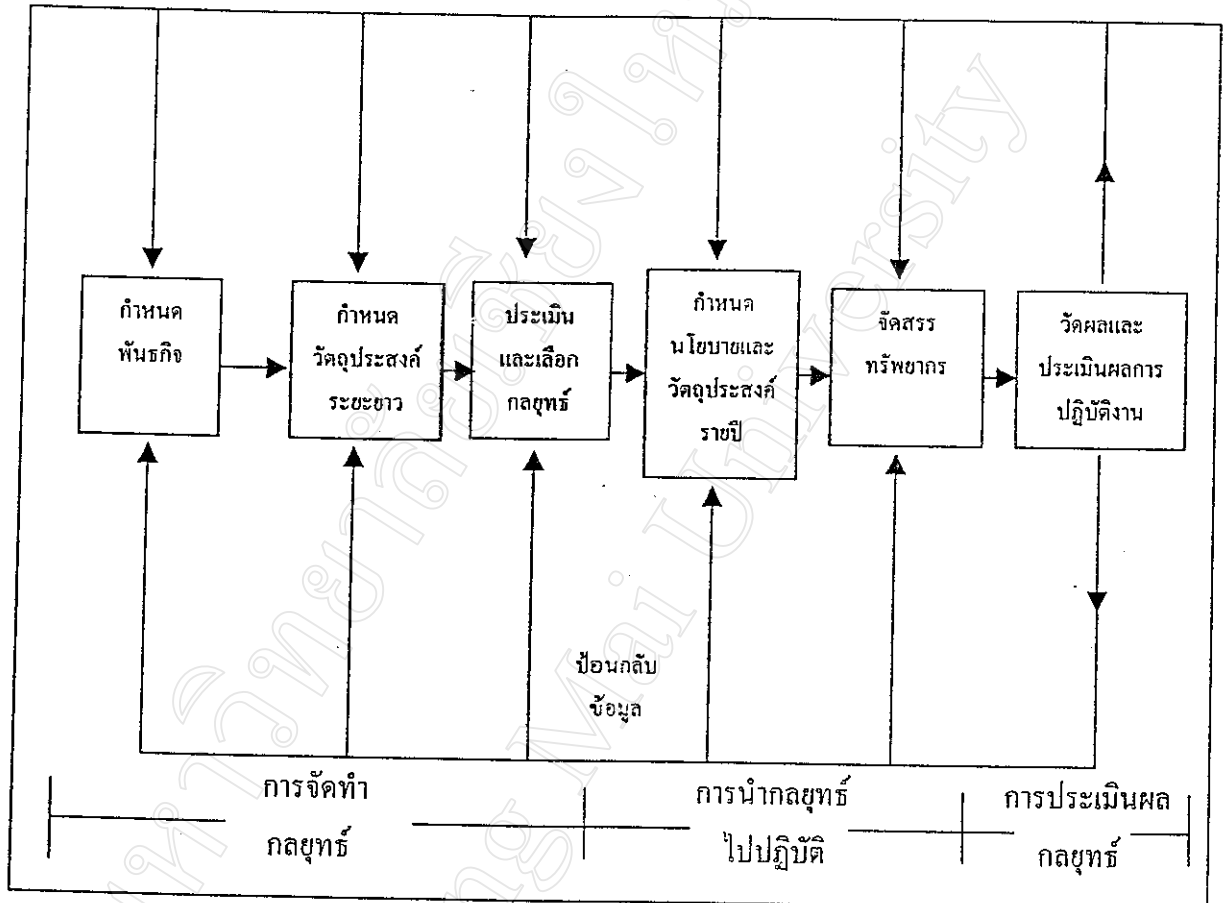 กำหนด
พันธกิจ
กำหนด
วัตถุประสงค์
ระยะยาว
ประเมิน
และเลือก
กลยุทธ์
กำหนด
นโยบายและ
วัตถุประสงค์
รายปี
จัดสรร
ทรัพยากร
วัดผลและ
ประเมินผลการ
ปฏิบัติงาน
ป้อนกลับ
ข้อมูล
การจัดทำ
กลยุทธ์
การนำกลยุทธ์
ไปปฏิบัติ
การประเมินผล
กลยุทธ์
Mai University